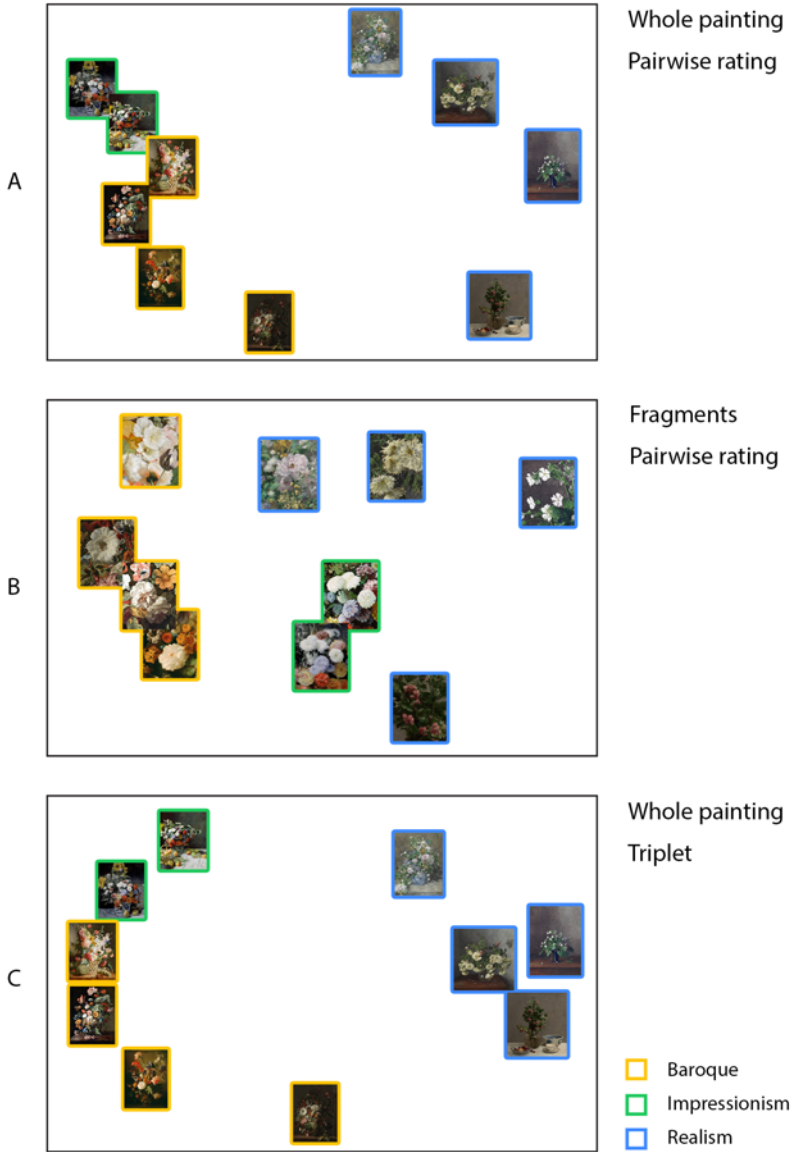 Whole painting
Pairwise rating
A
Fragments
Pairwise rating
B
Whole painting
Triplet
C
Baroque
Impressionism
Realism